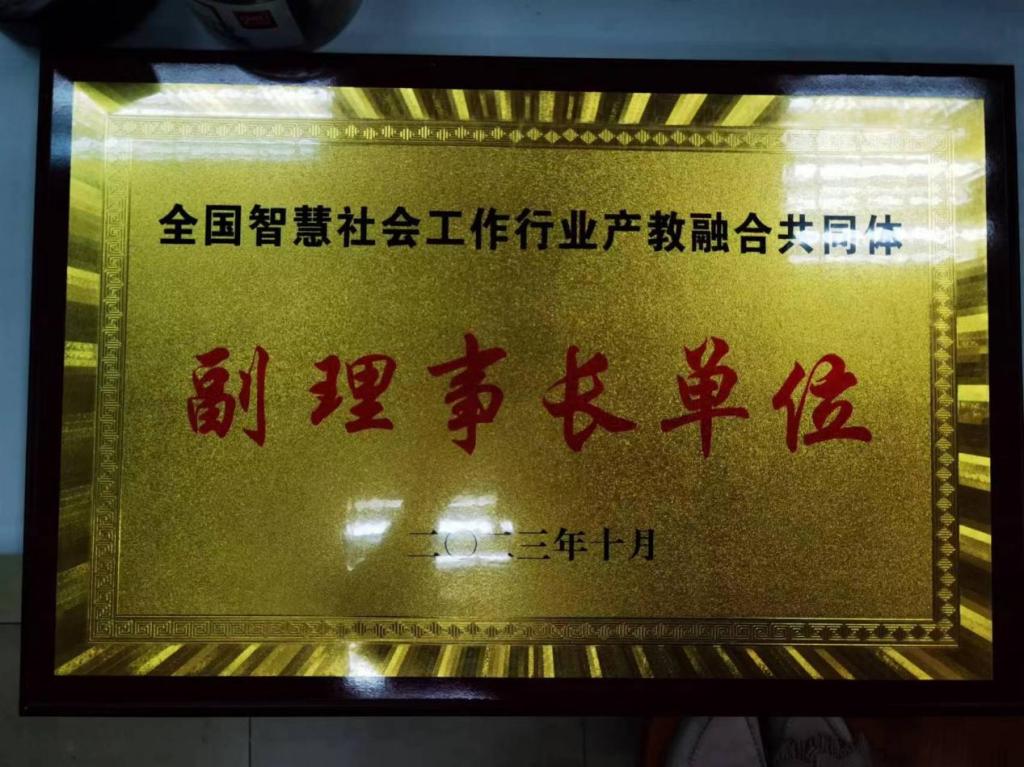 全国智慧社会工作行业产教融合共同体
副理事长单位
二〇二三年十月